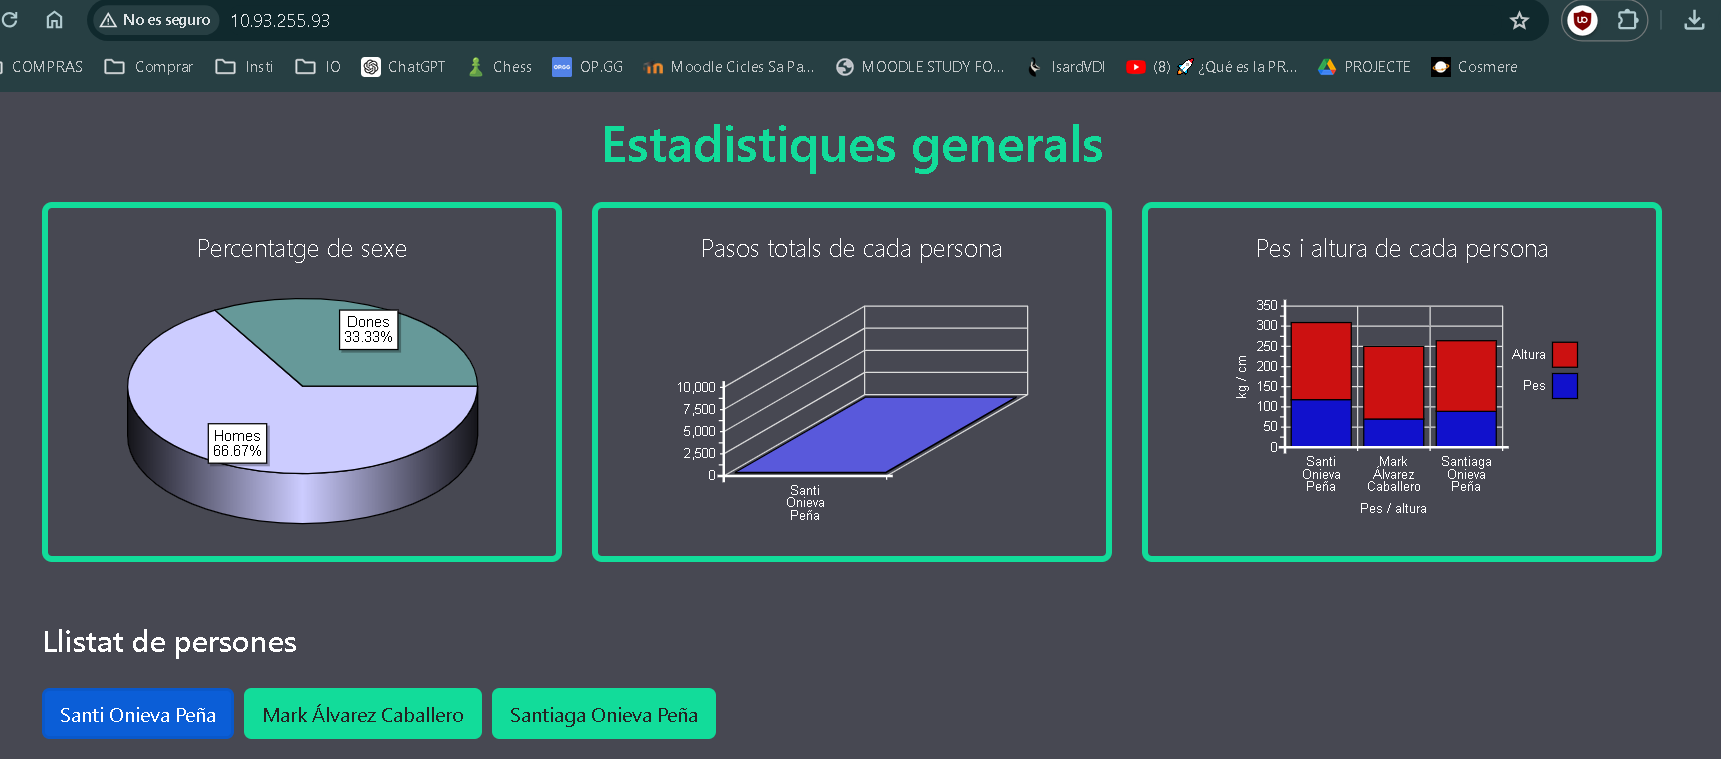 No es seguro 10.93.255.93
COMPRAS Comprar Insti IO ChatGPT Chess OP.GG Moodle Cicles Sa Pa... MOODLE STUDY FO... IsardVDI (8) 🚀 ¿Qué es la PR... PROJECTE Cosmere
Estadistiques generals
Percentatge de sexe
Dones
33.33%
Homes
66.67%
Pasos totals de cada persona
10,000
7,500
5,000
2,500
0
Santi
Onieva
Peña
Pes i altura de cada persona
350
300
250
200
150
100
50
0
kg / cm
Altura
Pes
Santi
Onieva
Peña
Mark
Álvarez
Caballero
Santiaga
Onieva
Peña
Pes / altura
Llistat de persones
Santi Onieva Peña
Mark Álvarez Caballero
Santiaga Onieva Peña